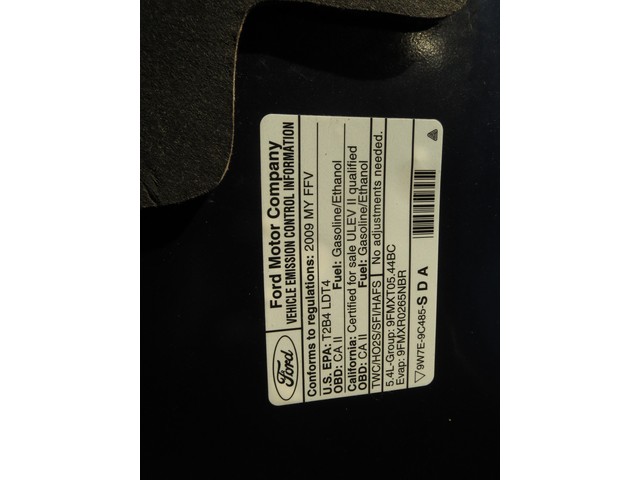 Ford
Ford Motor Company
VEHICLE EMISSION CONTROL INFORMATION
Conforms to regulations: 2009 MY FFV
U.S. EPA: T2B4 LDT4
OBD: CA II Fuel: Gasoline/Ethanol
California: Certified for sale ULEV II qualified
OBD: CA II Fuel: Gasoline/Ethanol
TWC/HO2S/SFI/HAFS No adjustments needed.
5.4L-Group: 9FMXT05.44BC
Evap: 9FMXR0265NBR
▽9W7E-9C485-S D A